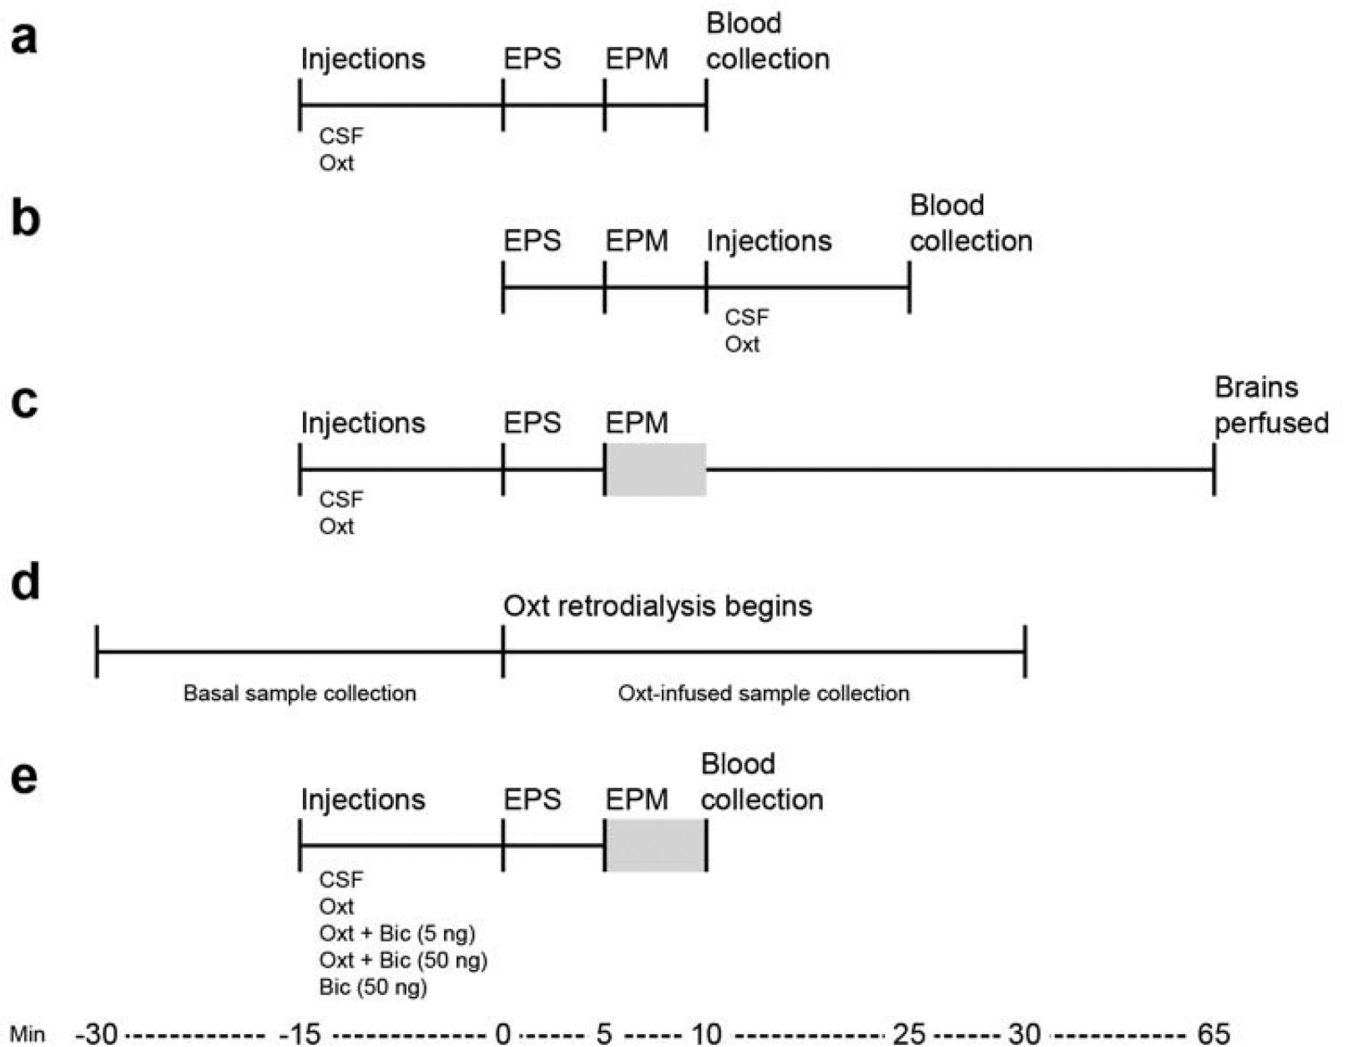 a
Blood
Injections EPS EPM collection
CSF
Oxt
b
Blood
EPS EPM Injections collection
CSF
Oxt
c
Brains
Injections EPS EPM perfused
CSF
Oxt
d
Oxt retrodialysis begins
Basal sample collection Oxt-infused sample collection
e
Blood
Injections EPS EPM collection
CSF
Oxt
Oxt + Bic (5 ng)
Oxt + Bic (50 ng)
Bic (50 ng)
Min -30 -15 0 5 10 25 30 65